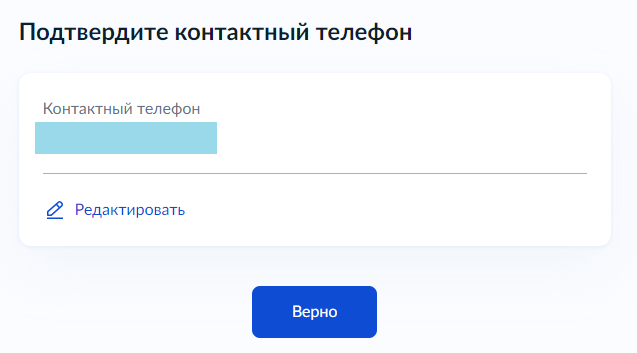 Подтвердите контактный телефон
Контактный телефон
Редактировать
Верно